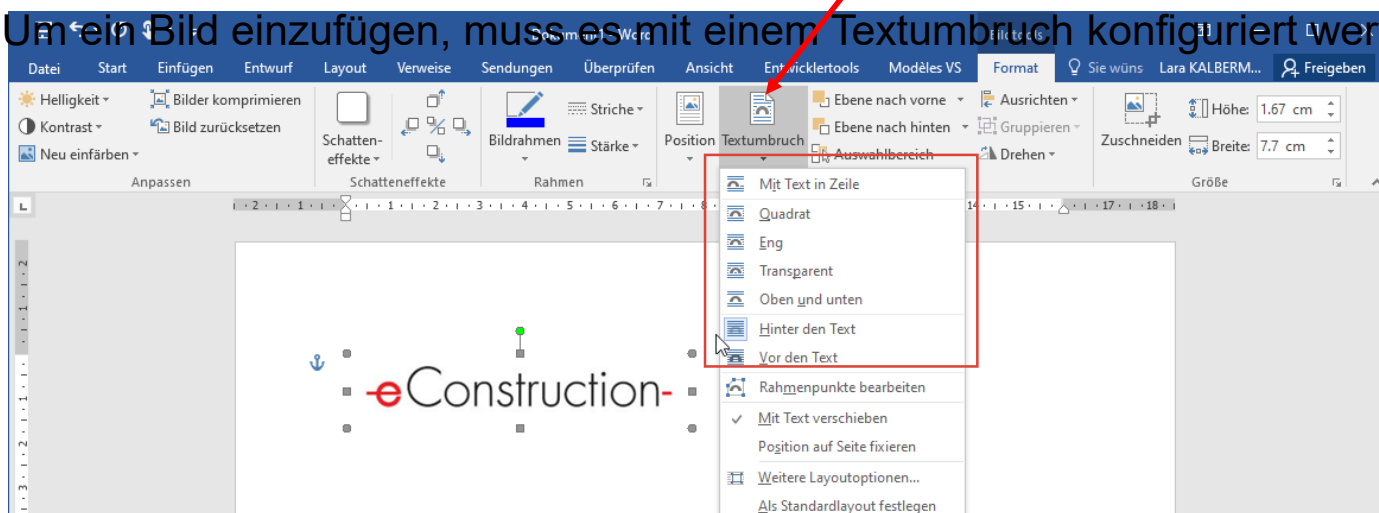 Um ein Bild einzufügen, muss es mit einem Textumbruch konfiguriert wer
Datei Start Einfügen Entwurf Layout Verweise Sendungen Überprüfen Ansicht Entwicklertools Modèles VS Format Sie wüns Lara KALBERM... Freigeben
Helligkeit
Kontrast
Neu einfärben
Bilder komprimieren
Bild zurücksetzen
Anpassen
Schatten-
effekte
Schatteneffekte
Bildrahmen
Striche
Stärke
Rahmen
Position
Textumbruch
Ebene nach vorne
Ebene nach hinten
Auswahlbereich
Ausrichten
Gruppieren
Drehen
Zuschneiden
Höhe: 1.67 cm
Breite: 7.7 cm
Größe
Mit Text in Zeile
Quadrat
Eng
Transparent
Oben und unten
Hinter den Text
Vor den Text
Rahmenpunkte bearbeiten
Mit Text verschieben
Position auf Seite fixieren
Weitere Layoutoptionen...
Als Standardlayout festlegen
-eConstruction-